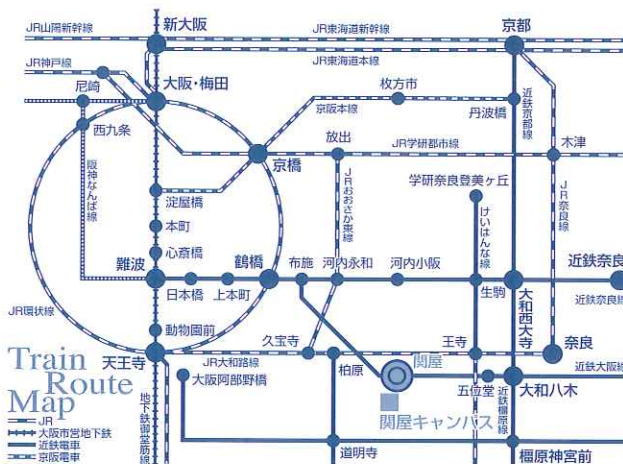 JR山陽新幹線
新大阪
JR東海道新幹線
京都
JR神戸線
JR東海道本線
尼崎
大阪・梅田
枚方市
京阪本線
丹波橋
近鉄京都線
西九条
放出
JR学研都市線
木津
京橋
阪神なんば線
淀屋橋
JRおおさか東線
学研奈良登美ヶ丘
JR奈良線
本町
けいはんな線
心斎橋
難波
鶴橋
布施
河内永和
河内小阪
近鉄奈良
日本橋
上本町
生駒
大和西大寺
近鉄奈良線
JR環状線
動物園前
久宝寺
王寺
奈良
天王寺
JR大和路線
柏原
関屋
近鉄大阪線
Train
Route
Map
大阪阿部野橋
五位堂
大和八木
関屋キャンパス
近鉄橿原線
地下鉄御堂筋線
JR
大阪市営地下鉄
近鉄電車
京阪電車
道明寺
橿原神宮前